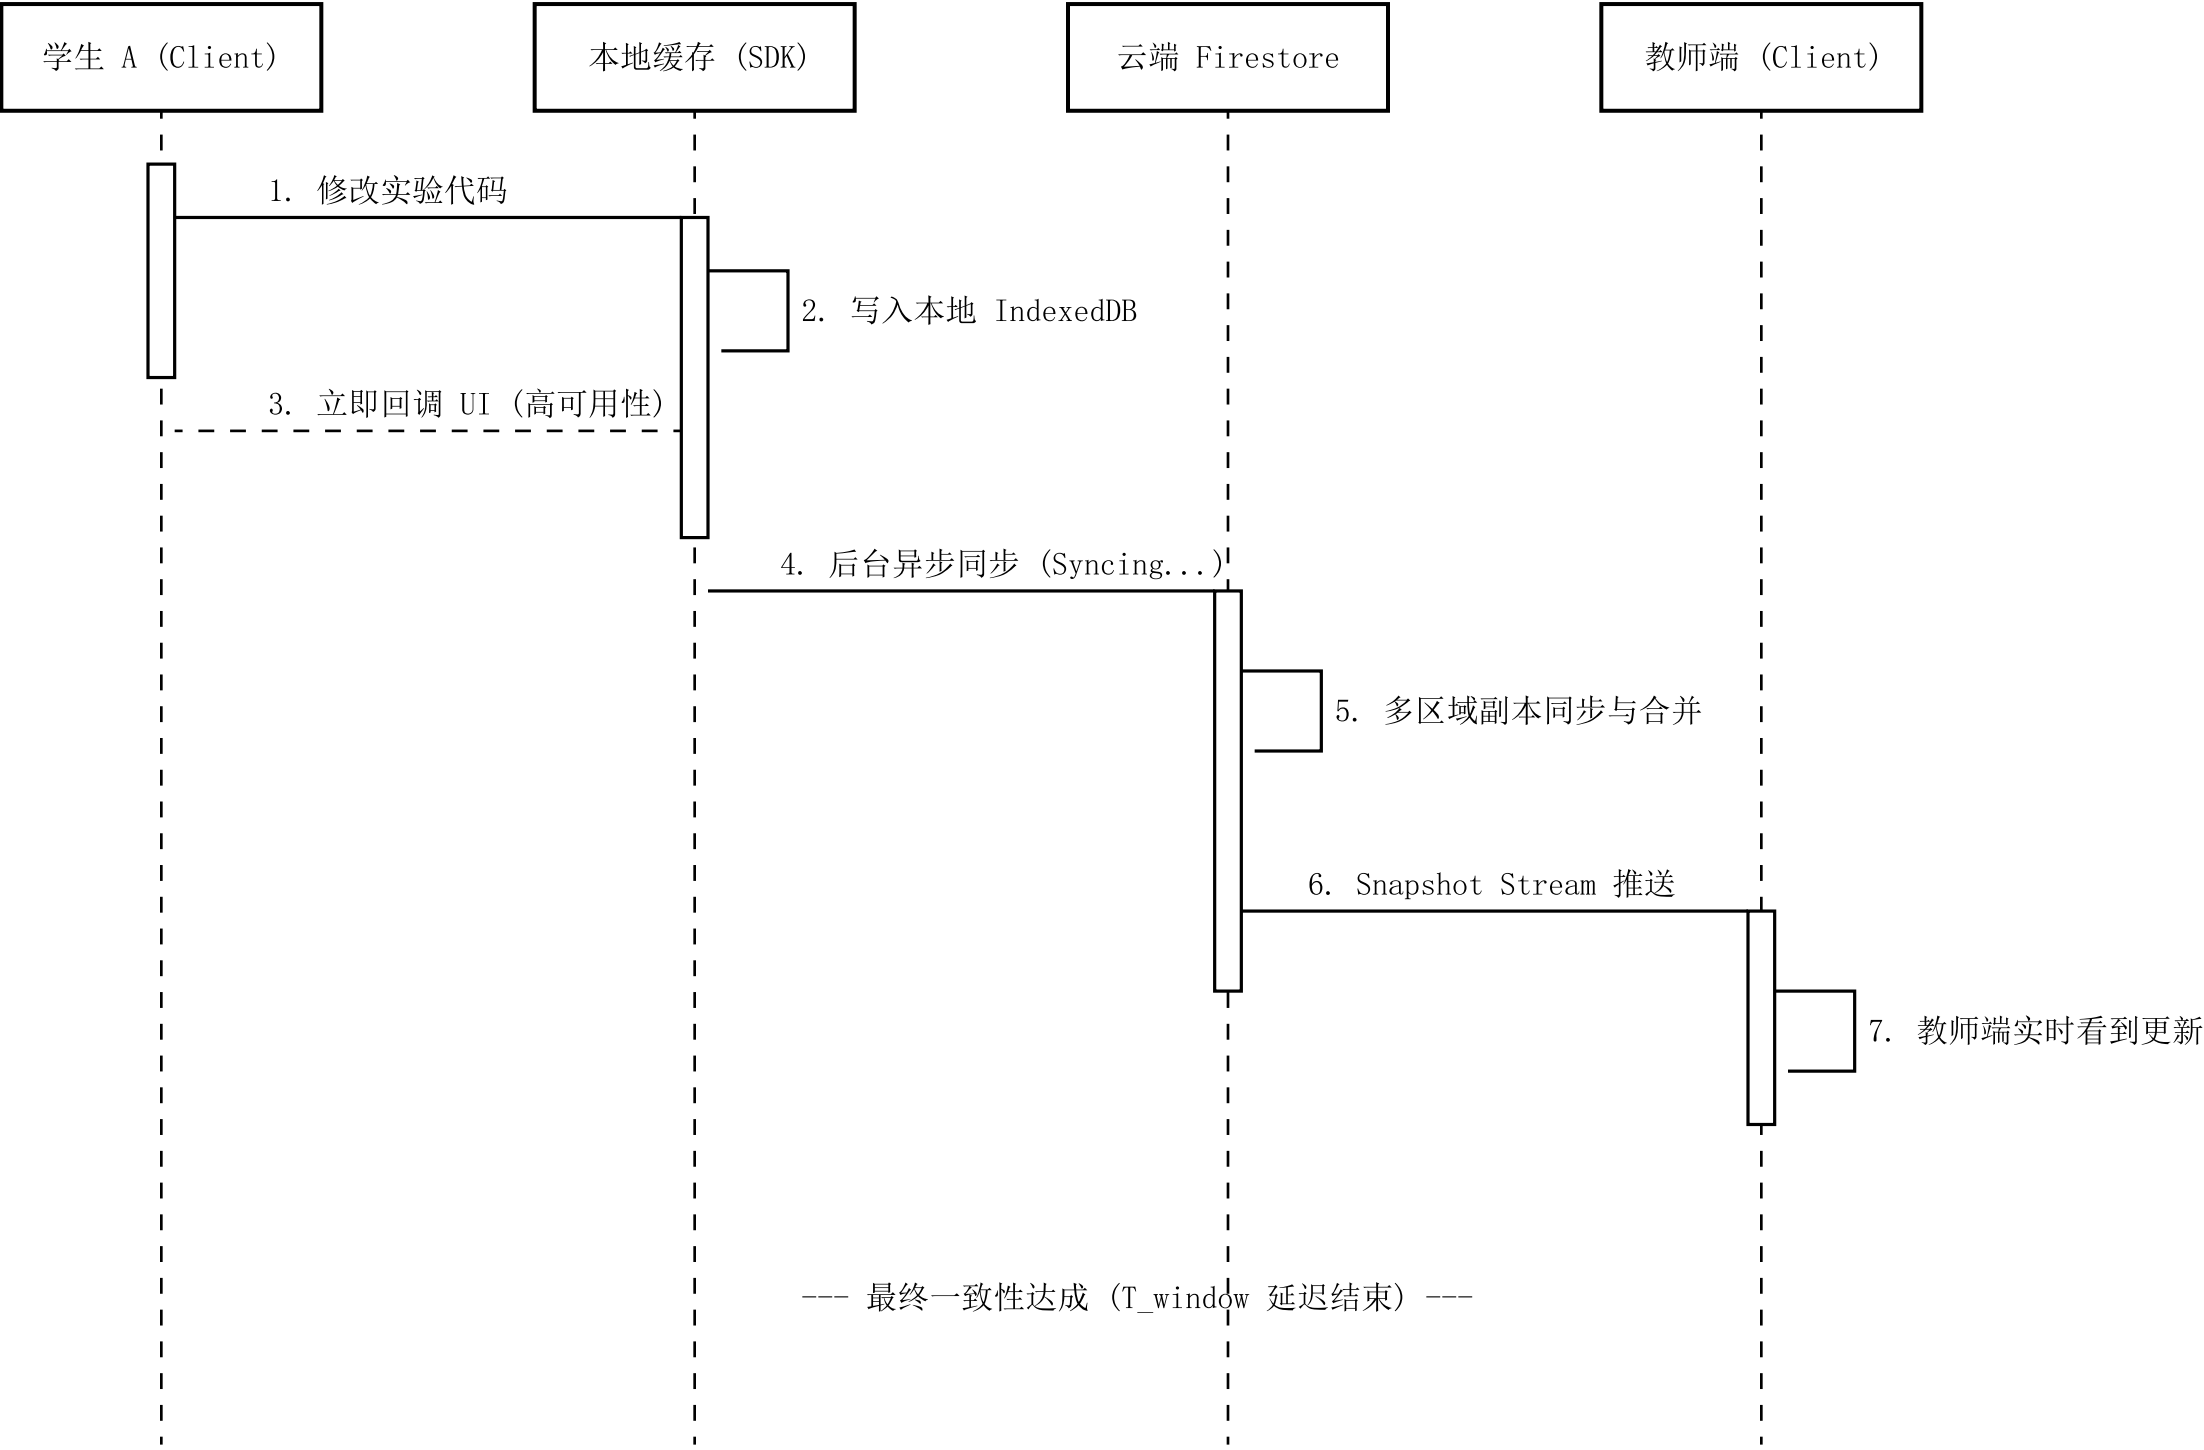 学生 A (Client)
本地缓存 (SDK)
云端 Firestore
教师端 (Client)
1. 修改实验代码
2. 写入本地 IndexedDB
3. 立即回调 UI (高可用性)
4. 后台异步同步 (Syncing...)
5. 多区域副本同步与合并
6. Snapshot Stream 推送
7. 教师端实时看到更新
--- 最终一致性达成 (T_window 延迟结束) ---